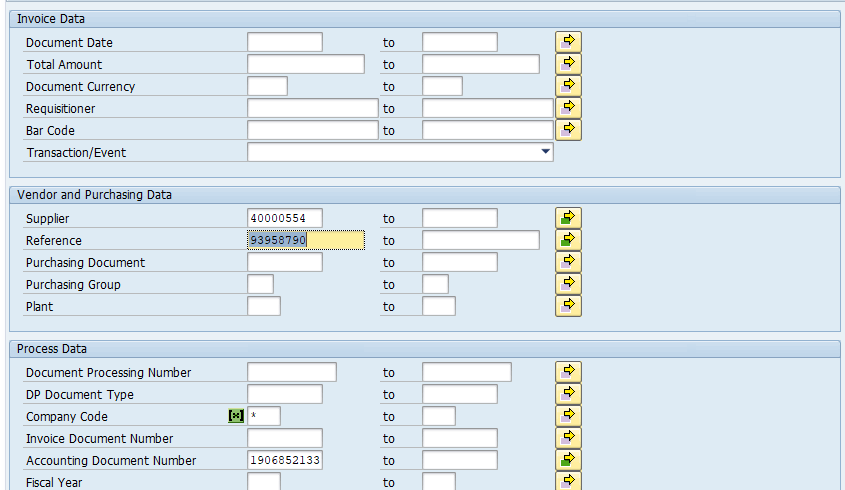 Invoice Data
Document Date to
Total Amount to
Document Currency to
Requisitioner to
Bar Code to
Transaction/Event
Vendor and Purchasing Data
Supplier 40000554 to
Reference 93958790 to
Purchasing Document to
Purchasing Group to
Plant to
Process Data
Document Processing Number to
DP Document Type to
Company Code * to
Invoice Document Number to
Accounting Document Number 1906852133 to
Fiscal Year to